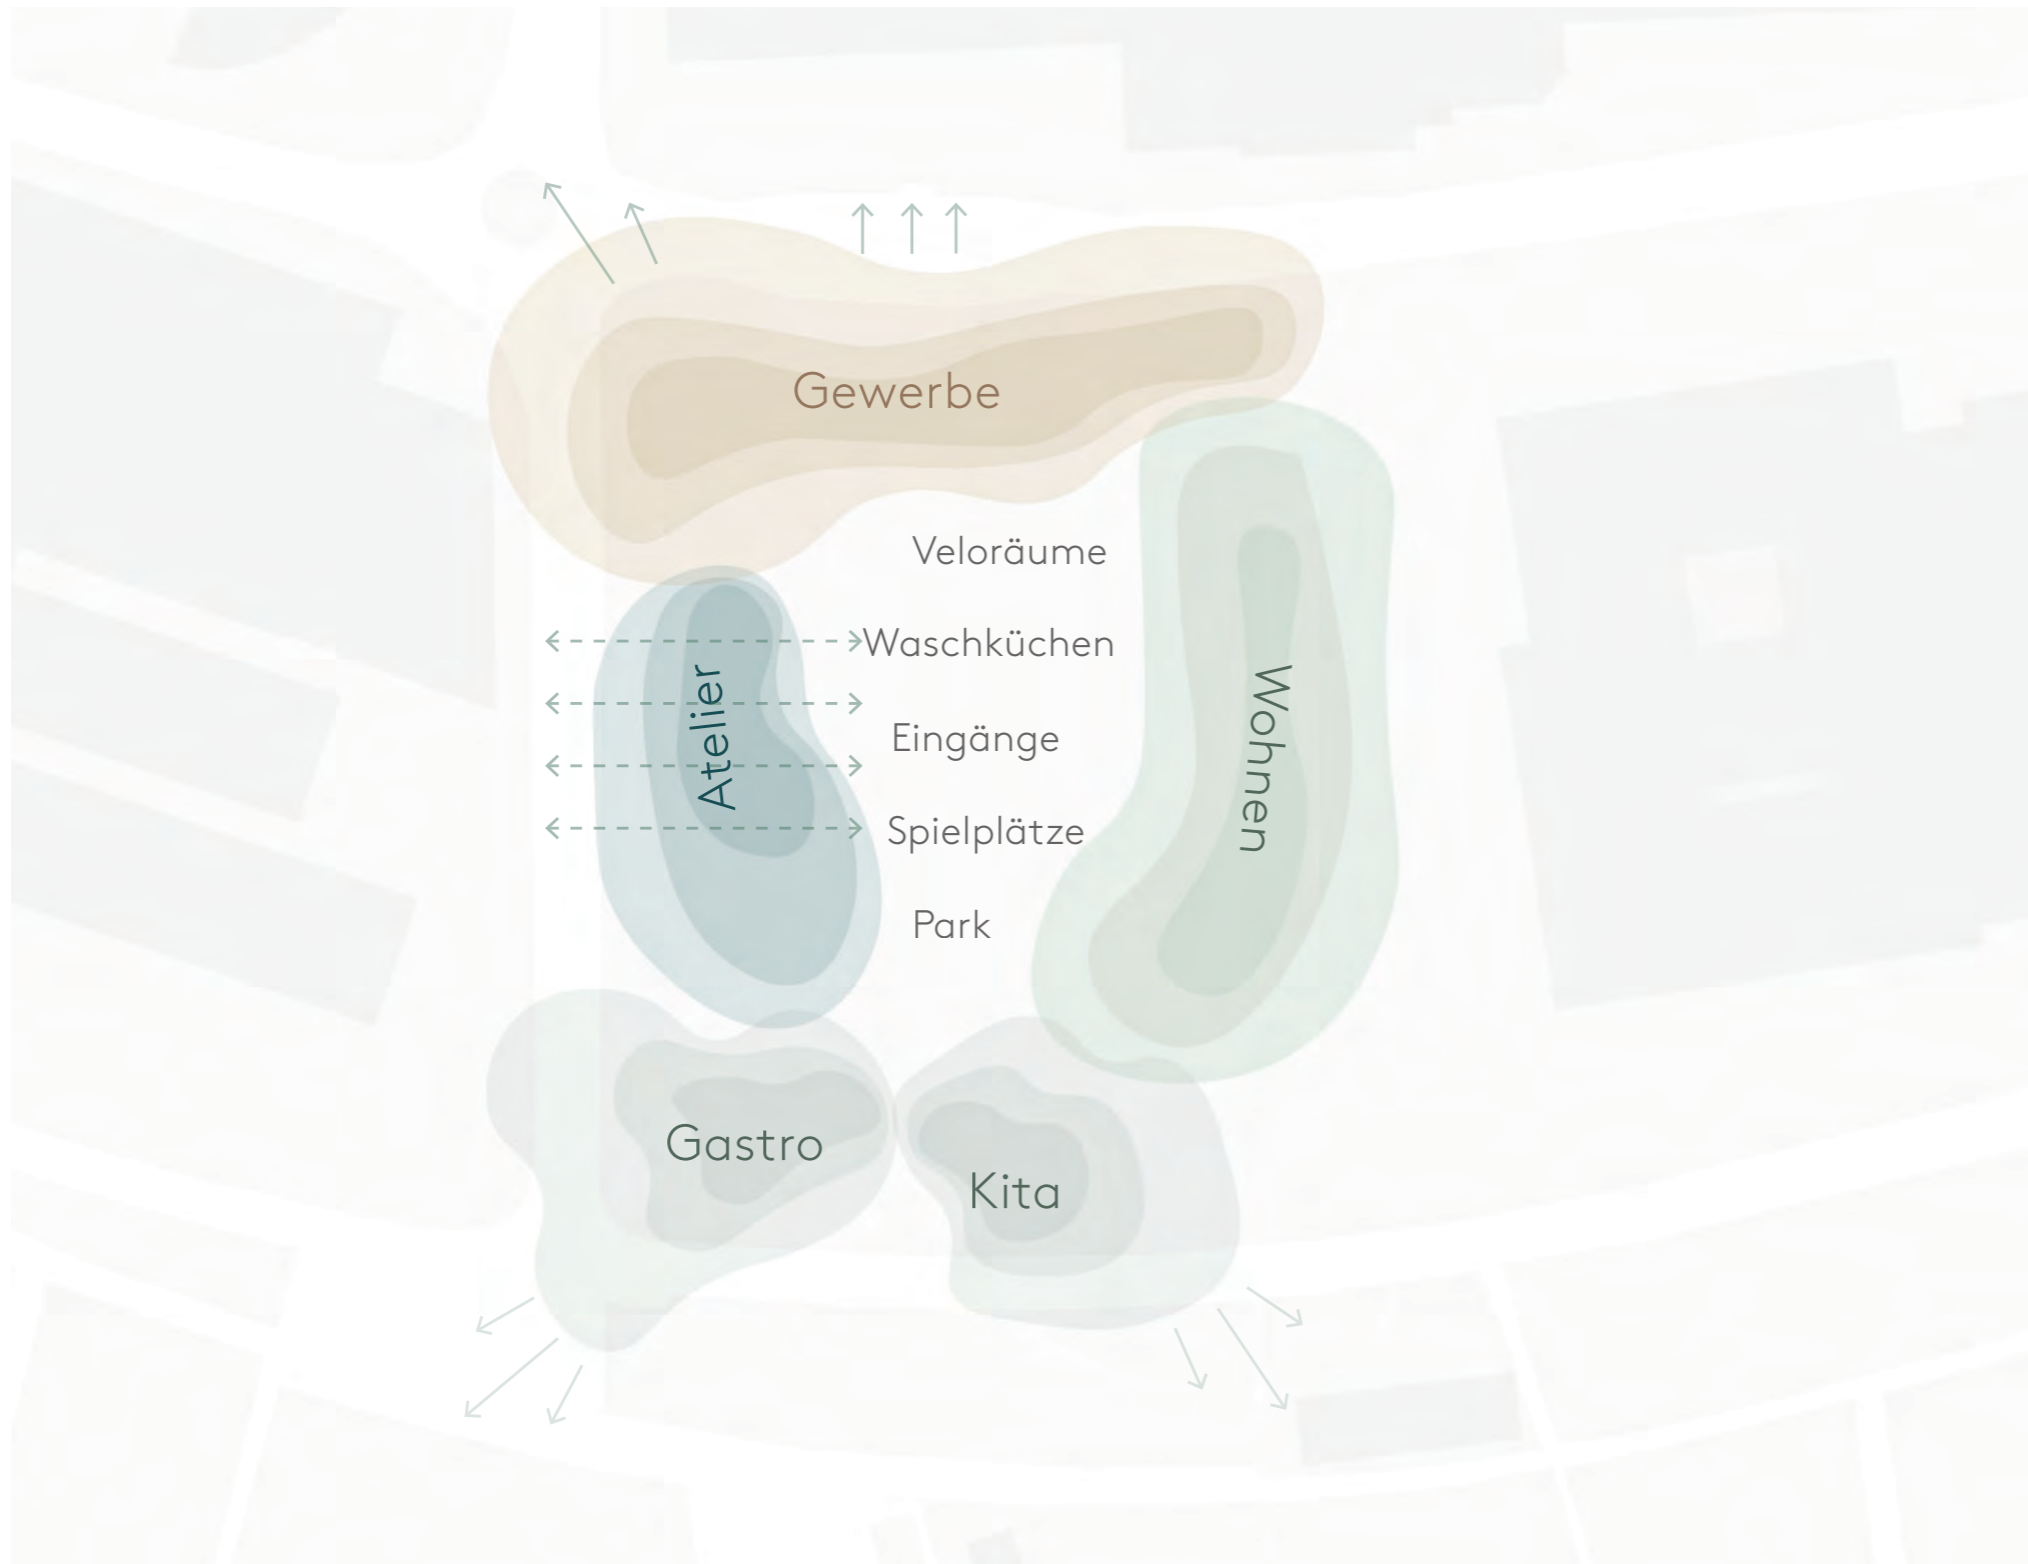 Gewerbe
Veloräume
Waschküchen
Eingänge
Spielplätze
Park
Atelier
Wohnen
Gastro
Kita